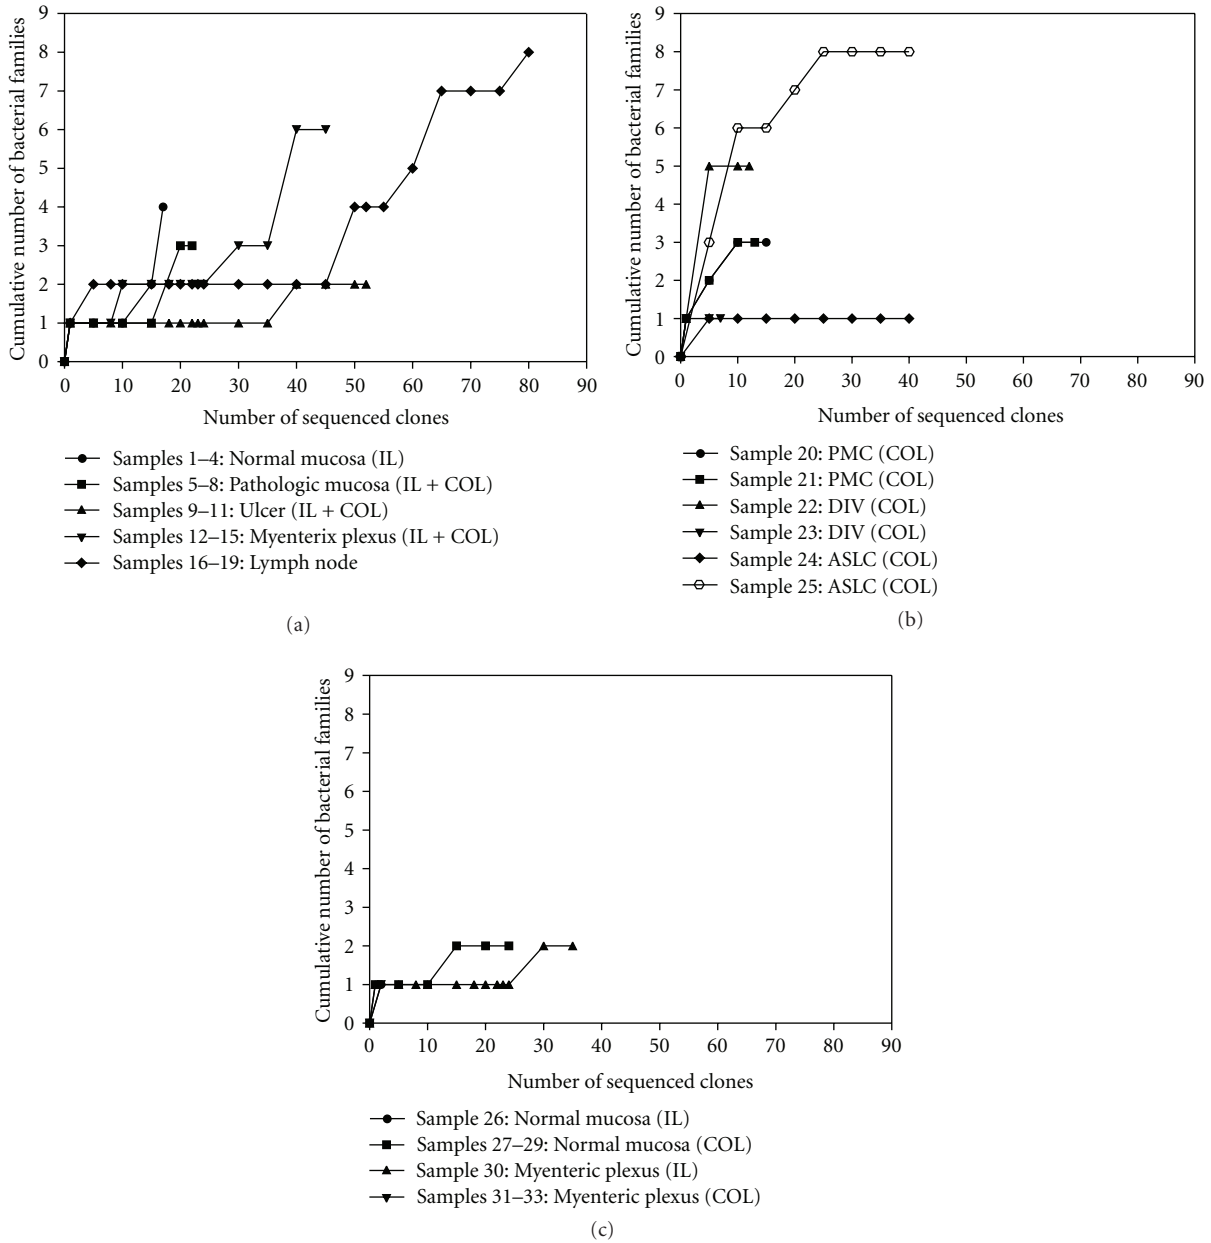 Cumulative number of bacterial families
9
8
7
6
5
4
3
2
1
0
0 10 20 30 40 50 60 70 80 90
Number of sequenced clones
Samples 1–4: Normal mucosa (IL)
Samples 5–8: Pathologic mucosa (IL + COL)
Samples 9–11: Ulcer (IL + COL)
Samples 12–15: Myenterix plexus (IL + COL)
Samples 16–19: Lymph node
(a)
Cumulative number of bacterial families
9
8
7
6
5
4
3
2
1
0
0 10 20 30 40 50 60 70 80 90
Number of sequenced clones
Sample 20: PMC (COL)
Sample 21: PMC (COL)
Sample 22: DIV (COL)
Sample 23: DIV (COL)
Sample 24: ASLC (COL)
Sample 25: ASLC (COL)
(b)
Cumulative number of bacterial families
9
8
7
6
5
4
3
2
1
0
0 10 20 30 40 50 60 70 80 90
Number of sequenced clones
Sample 26: Normal mucosa (IL)
Samples 27–29: Normal mucosa (COL)
Sample 30: Myenteric plexus (IL)
Samples 31–33: Myenteric plexus (COL)
(c)